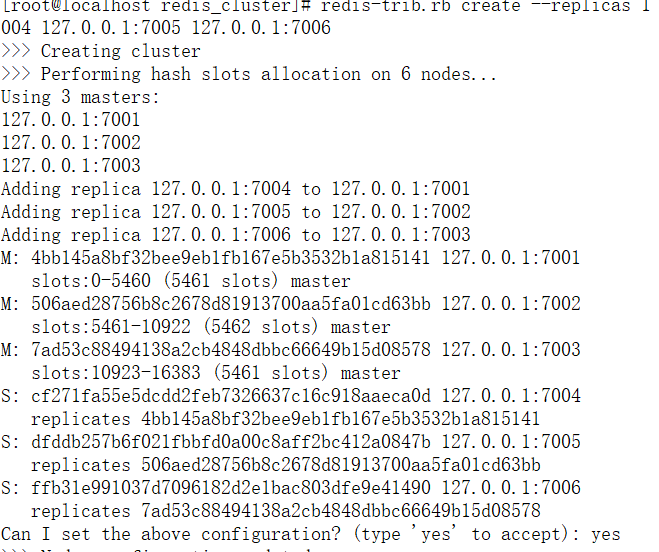 [root@localhost redis_cluster]# redis-trib.rb create --replicas 1
004 127.0.0.1:7005 127.0.0.1:7006
>>> Creating cluster
>>> Performing hash slots allocation on 6 nodes...
Using 3 masters:
127.0.0.1:7001
127.0.0.1:7002
127.0.0.1:7003
Adding replica 127.0.0.1:7004 to 127.0.0.1:7001
Adding replica 127.0.0.1:7005 to 127.0.0.1:7002
Adding replica 127.0.0.1:7006 to 127.0.0.1:7003
M: 4bb145a8bf32bee9eb1fb167e5b3532b1a815141 127.0.0.1:7001
slots:0-5460 (5461 slots) master
M: 506aed28756b8c2678d81913700aa5fa01cd63bb 127.0.0.1:7002
slots:5461-10922 (5462 slots) master
M: 7ad53c88494138a2cb4848dbbc66649b15d08578 127.0.0.1:7003
slots:10923-16383 (5461 slots) master
S: cf271fa55e5dcdd2feb7326637c16c918aaeca0d 127.0.0.1:7004
replicates 4bb145a8bf32bee9eb1fb167e5b3532b1a815141
S: dfddb257b6f021fbbfd0a00c8aff2bc412a0847b 127.0.0.1:7005
replicates 506aed28756b8c2678d81913700aa5fa01cd63bb
S: ffb31e991037d7096182d2e1bac803dfe9e41490 127.0.0.1:7006
replicates 7ad53c88494138a2cb4848dbbc66649b15d08578
Can I set the above configuration? (type 'yes' to accept): yes